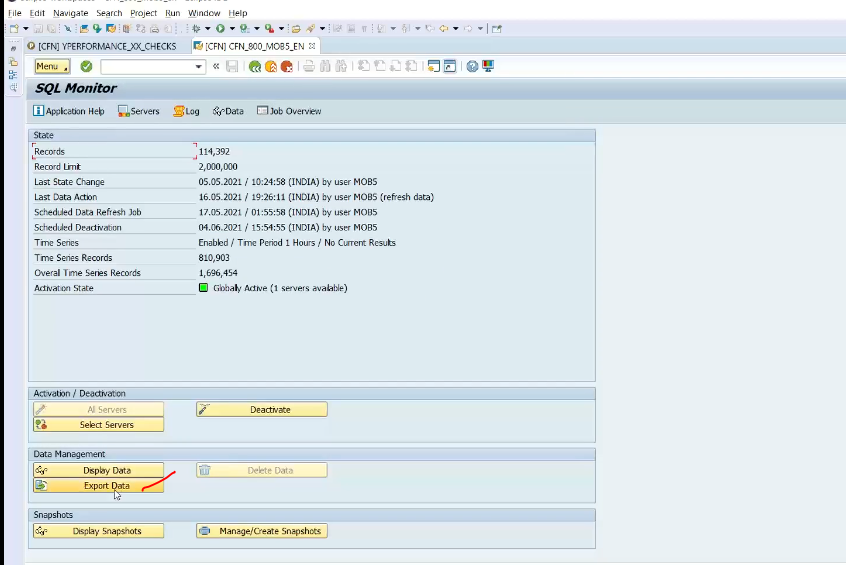 File Edit Navigate Search Project Run Window Help
[CFN] YPERFORMANCE_XX_CHECKS [CFN] CFN_800_MOB5_EN
Menu
SQL Monitor
Application Help Servers Log Data Job Overview
State
Records 114,392
Record Limit 2,000,000
Last State Change 05.05.2021 / 10:24:58 (INDIA) by user MOB5
Last Data Action 16.05.2021 / 19:26:11 (INDIA) by user MOB5 (refresh data)
Scheduled Data Refresh Job 17.05.2021 / 01:55:58 (INDIA) by user MOB5
Scheduled Deactivation 04.06.2021 / 15:54:55 (INDIA) by user MOB5
Time Series Enabled / Time Period 1 Hours / No Current Results
Time Series Records 810,903
Overall Time Series Records 1,696,454
Activation State Globally Active (1 servers available)
Activation / Deactivation
All Servers Deactivate
Select Servers
Data Management
Display Data Delete Data
Export Data
Snapshots
Display Snapshots Manage/Create Snapshots